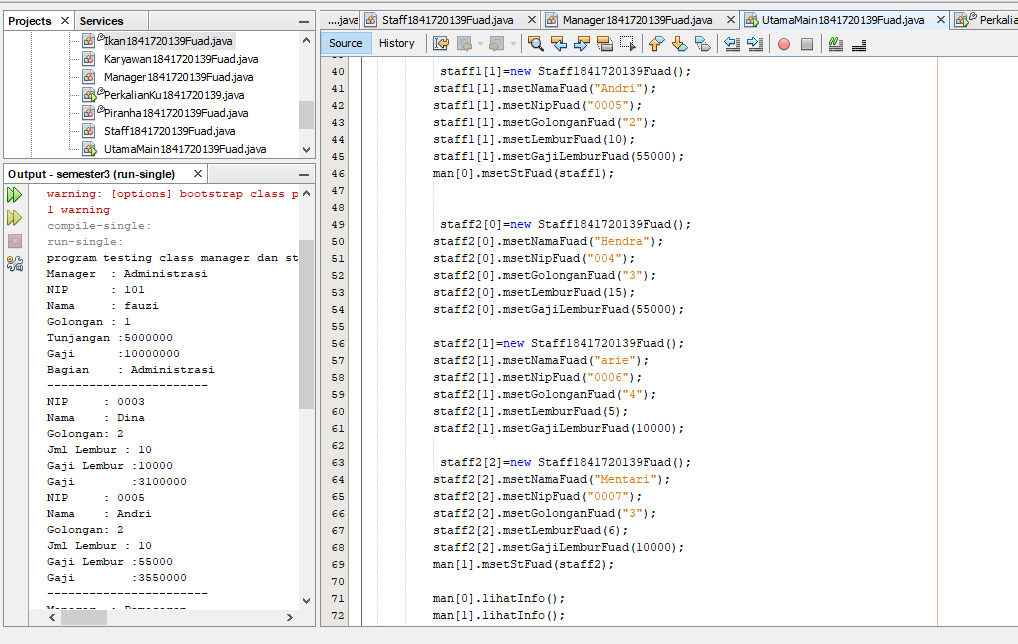 Projects × Services
Ikan1841720139Fuad.java
Karyawan1841720139Fuad.java
Manager1841720139Fuad.java
PerkalianKu1841720139.java
Piranha1841720139Fuad.java
Staff1841720139Fuad.java
UtamaMain1841720139Fuad.java
Output - semester3 (run-single) ×
warning: [options] bootstrap class p
1 warning
compile-single:
run-single:
program testing class manager dan st
Manager : Administrasi
NIP : 101
Nama : fauzi
Golongan : 1
Tunjangan :5000000
Gaji :10000000
Bagian : Administrasi
-----------------------
NIP : 0003
Nama : Dina
Golongan: 2
Jml Lembur : 10
Gaji Lembur :10000
Gaji :3100000
NIP : 0005
Nama : Andri
Golongan: 2
Jml Lembur : 10
Gaji Lembur :55000
Gaji :3550000
-----------------------
....java Staff1841720139Fuad.java × Manager1841720139Fuad.java × UtamaMain1841720139Fuad.java × Perkalia
Source History
40 staff1[1]=new Staff1841720139Fuad();
41 staff1[1].msetNamaFuad("Andri");
42 staff1[1].msetNipFuad("0005");
43 staff1[1].msetGolonganFuad("2");
44 staff1[1].msetLemburFuad(10);
45 staff1[1].msetGajiLemburFuad(55000);
46 man[0].msetStFuad(staff1);
47
48
49 staff2[0]=new Staff1841720139Fuad();
50 staff2[0].msetNamaFuad("Hendra");
51 staff2[0].msetNipFuad("004");
52 staff2[0].msetGolonganFuad("3");
53 staff2[0].msetLemburFuad(15);
54 staff2[0].msetGajiLemburFuad(55000);
55
56 staff2[1]=new Staff1841720139Fuad();
57 staff2[1].msetNamaFuad("arie");
58 staff2[1].msetNipFuad("0006");
59 staff2[1].msetGolonganFuad("4");
60 staff2[1].msetLemburFuad(5);
61 staff2[1].msetGajiLemburFuad(10000);
62
63 staff2[2]=new Staff1841720139Fuad();
64 staff2[2].msetNamaFuad("Mentari");
65 staff2[2].msetNipFuad("0007");
66 staff2[2].msetGolonganFuad("3");
67 staff2[2].msetLemburFuad(6);
68 staff2[2].msetGajiLemburFuad(10000);
69 man[1].msetStFuad(staff2);
70
71 man[0].lihatInfo();
72 man[1].lihatInfo();